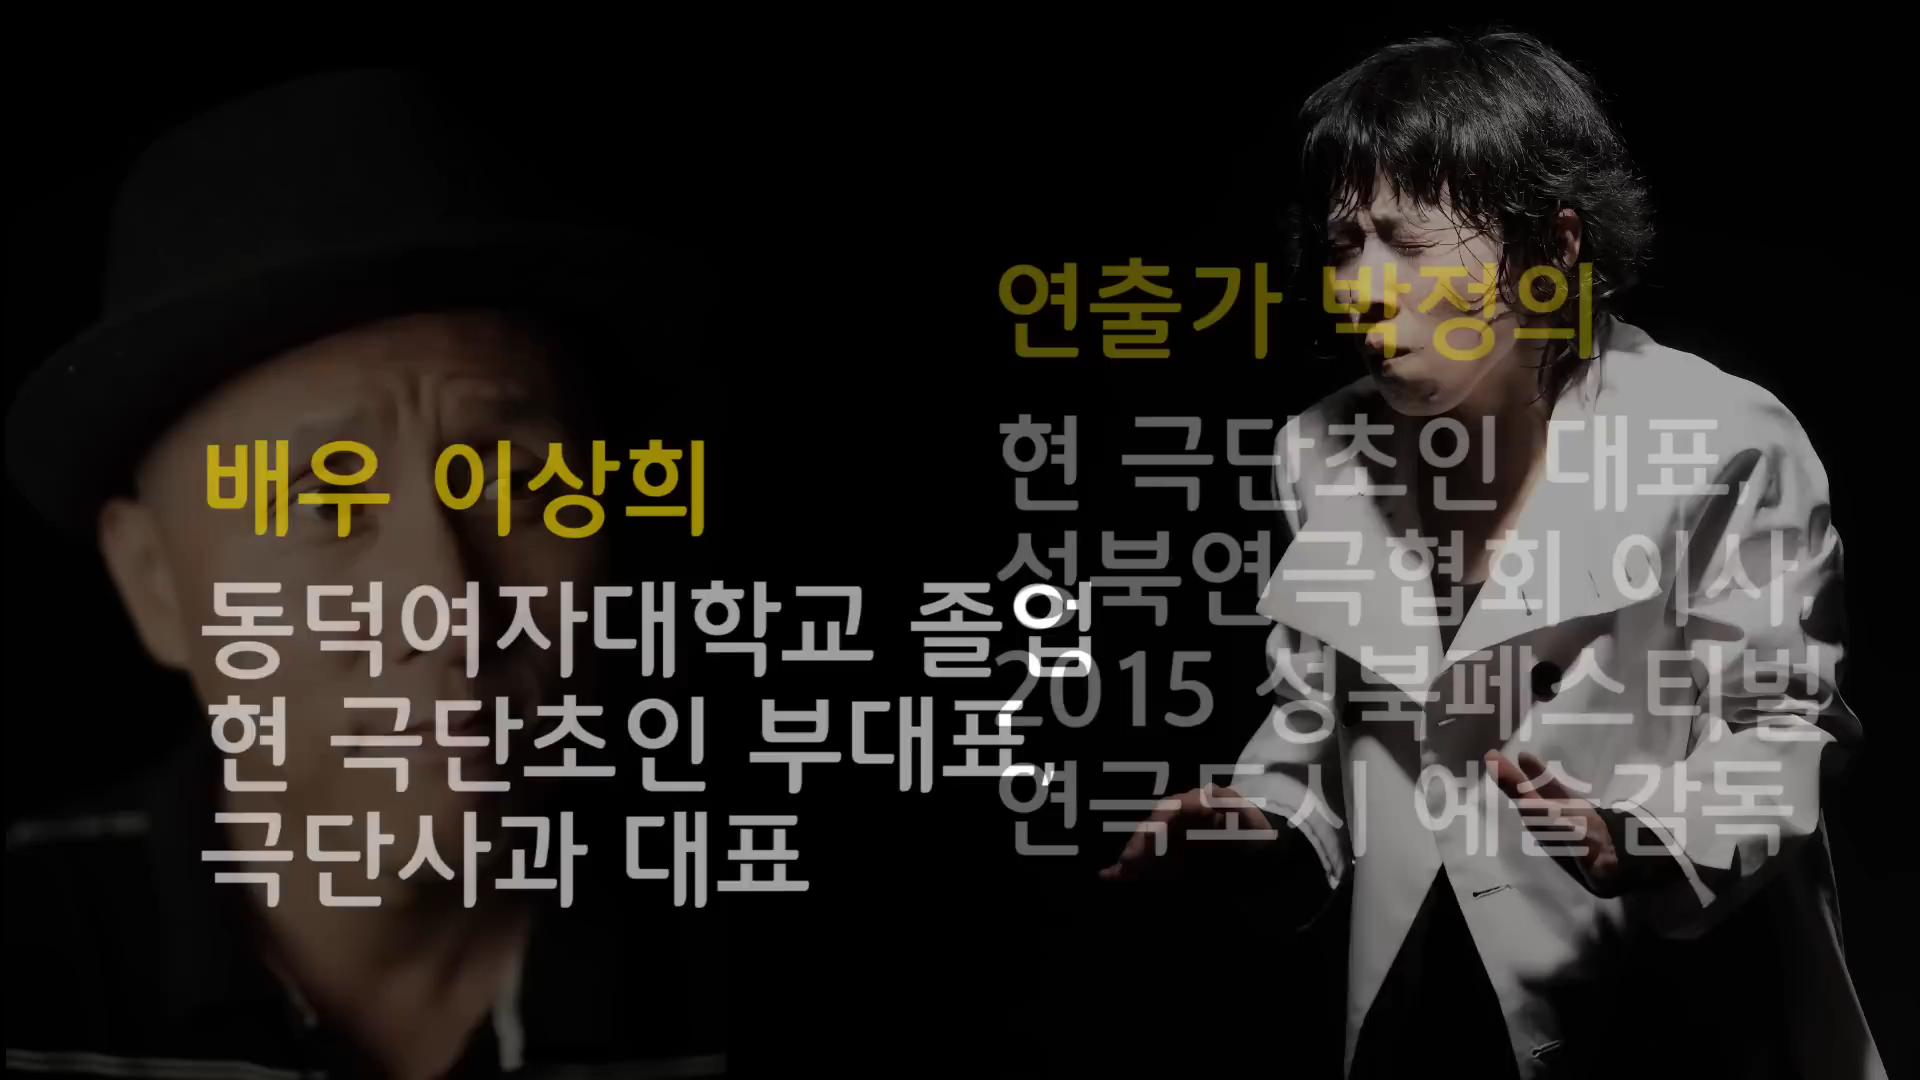 연출가 박정의
현 극단초인 대표,
성북연극협회 이사,
2015 성북페스티벌
연극도시 예술감독
배우 이상희
동덕여자대학교 졸업
현 극단초인 부대표,
극단사과 대표